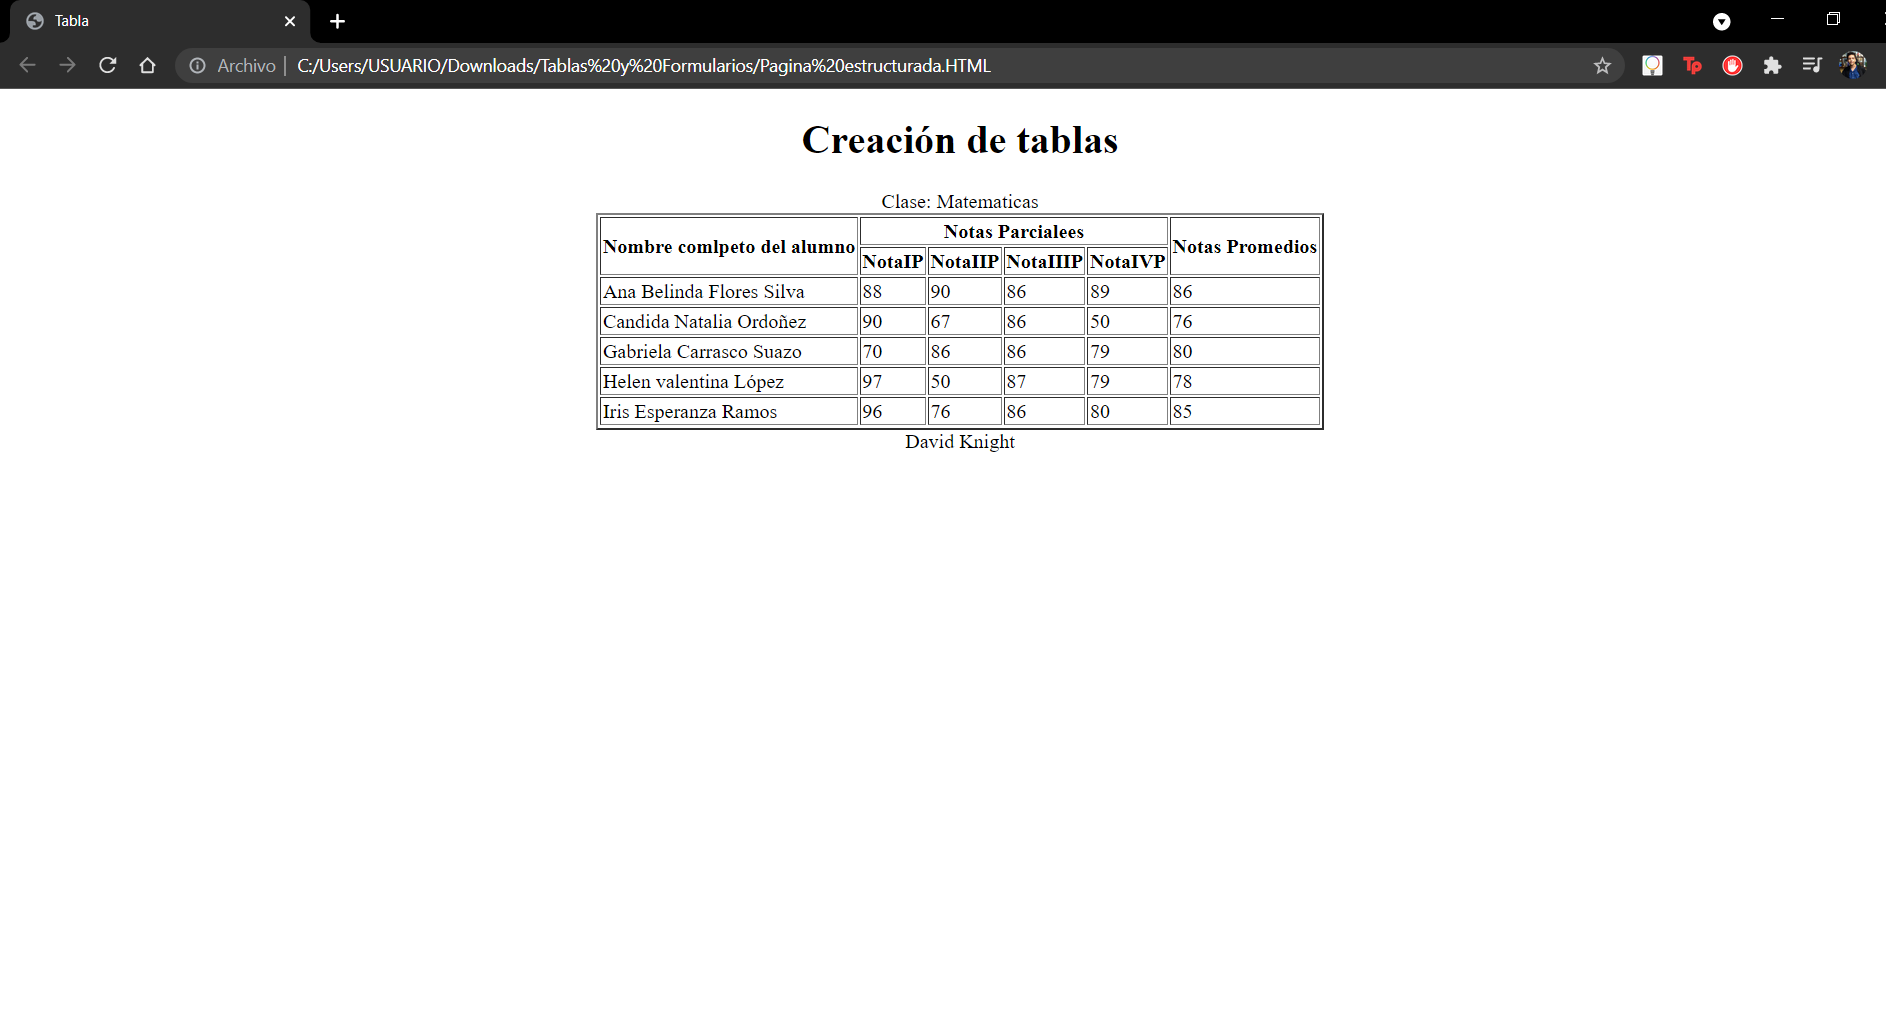 Tabla
Archivo | C:/Users/USUARIO/Downloads/Tablas%20y%20Formularios/Pagina%20estructurada.HTML
Tp
Creación de tablas
Clase: Matematicas
Nombre comlpeto del alumno Notas Parcialees Notas Promedios
NotaIP NotaIIP NotaIIIP NotaIVP
Ana Belinda Flores Silva 88 90 86 89 86
Candida Natalia Ordoñez 90 67 86 50 76
Gabriela Carrasco Suazo 70 86 86 79 80
Helen valentina López 97 50 87 79 78
Iris Esperanza Ramos 96 76 86 80 85
David Knight